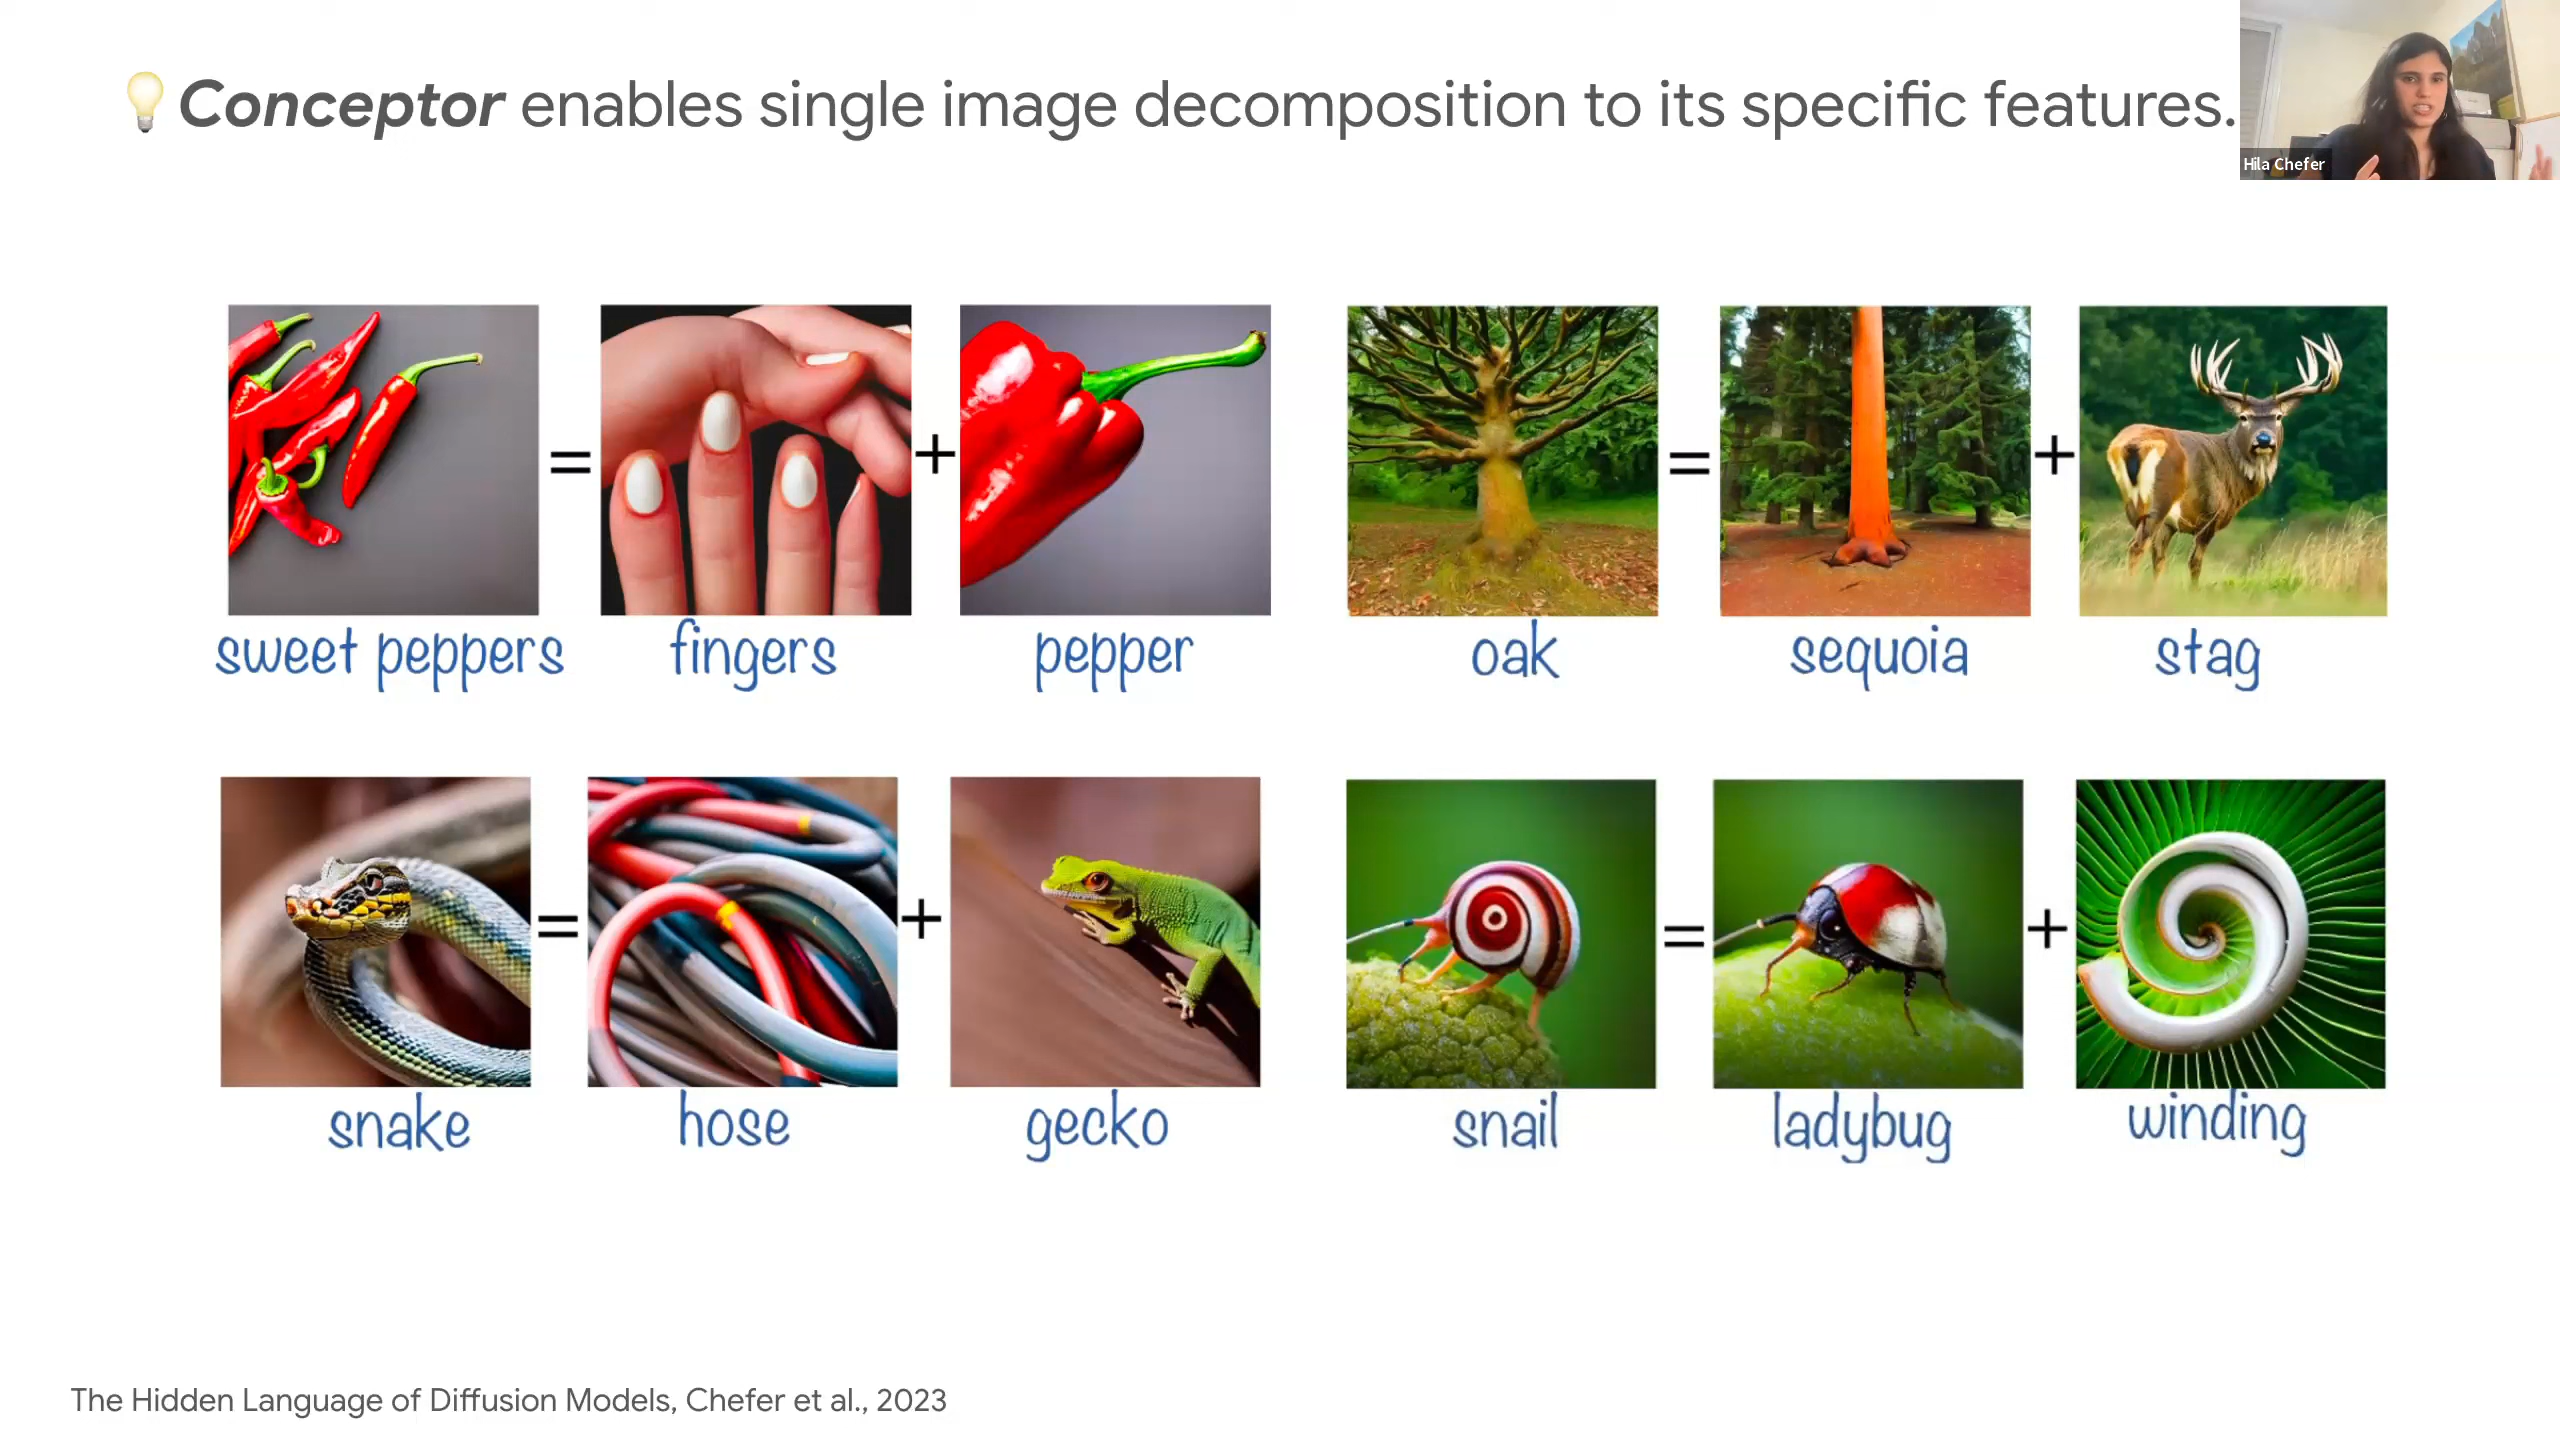 💡Conceptor enables single image decomposition to its specific features.
Hila Chefer
= + = +
sweet peppers fingers pepper oak sequoia stag
= + = +
snake hose gecko snail ladybug winding
The Hidden Language of Diffusion Models, Chefer et al., 2023